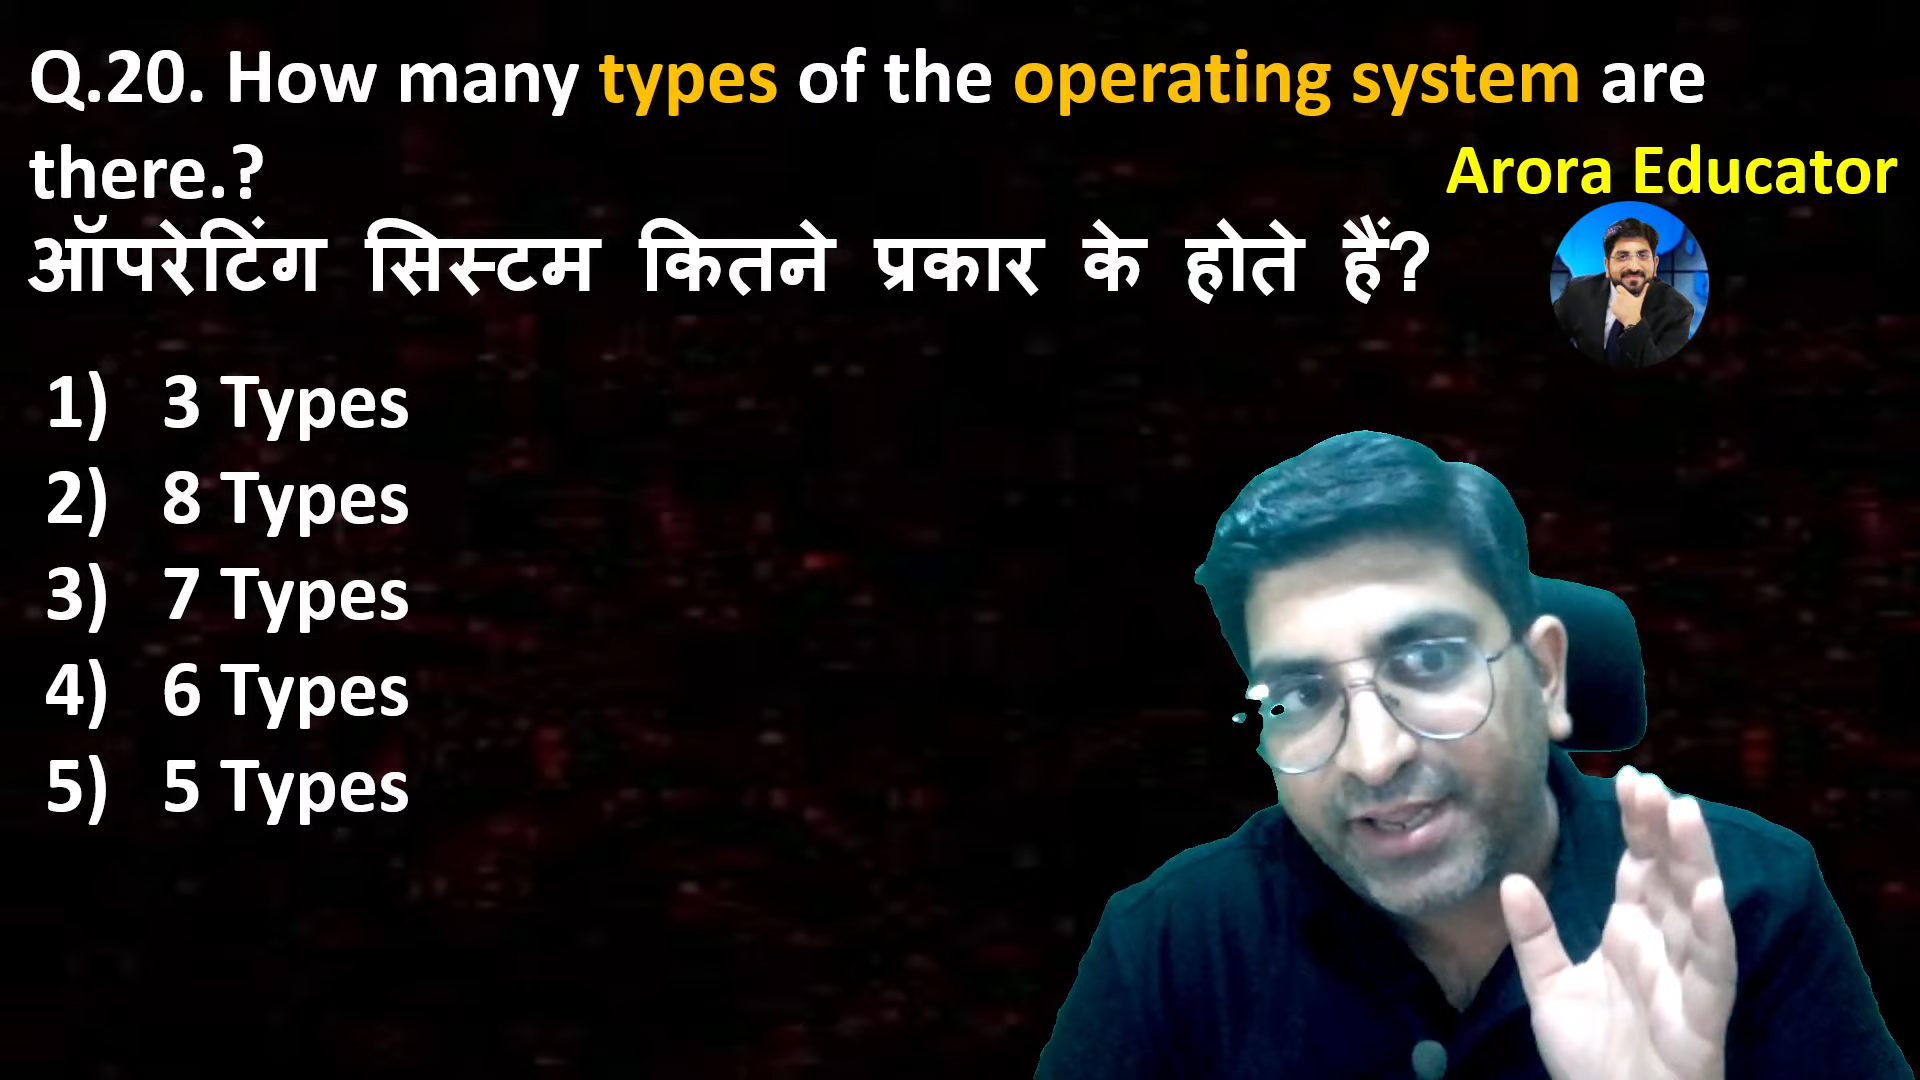 Q.20. How many types of the operating system are
there.?
Arora Educator
ऑपरेटिंग सिस्टम कितने प्रकार के होते हैं?
1) 3 Types
2) 8 Types
3) 7 Types
4) 6 Types
5) 5 Types